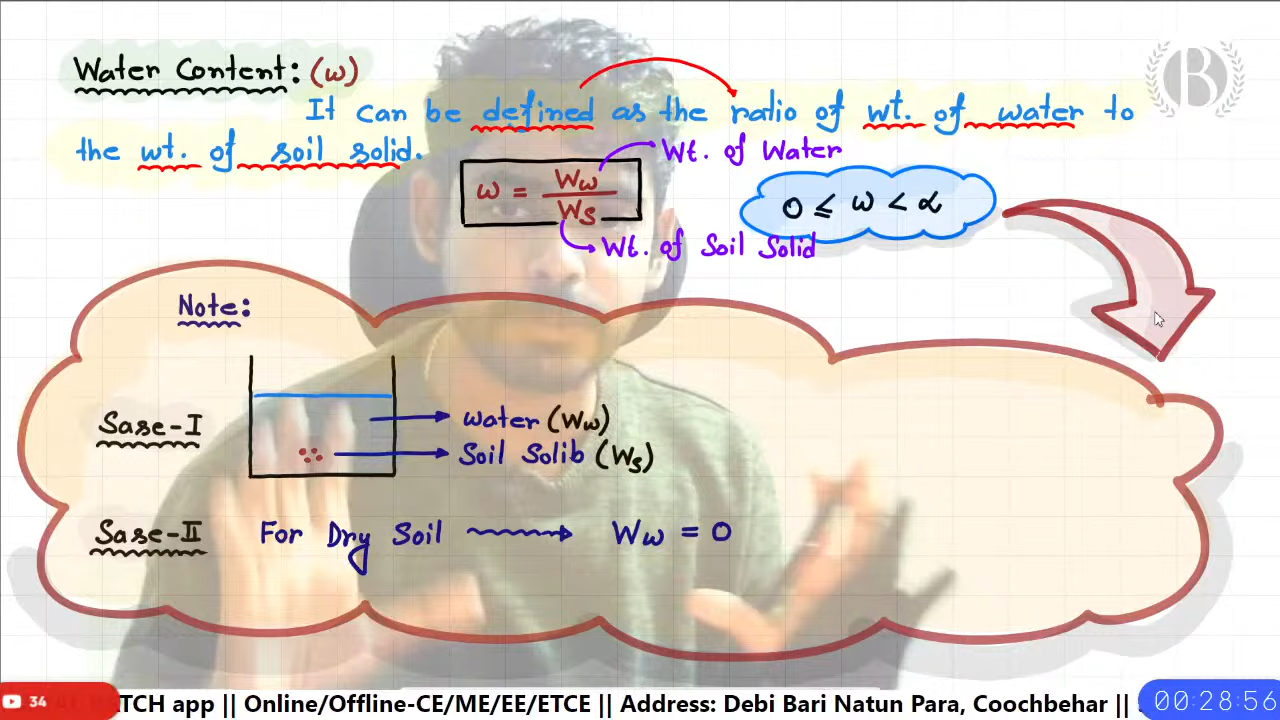 Water Content: (w)
It can be defined as the ratio of wt. of water to
the wt. of soil solid.
Wt. of Water
w = Ww / Ws
0 ≤ w < α
Wt. of Soil Solid
Note:
Sase-I
water (Ww)
Soil Solib (Ws)
Sase-II For Dry Soil → Ww = 0
34
TCH app || Online/Offline-CE/ME/EE/ETCE || Address: Debi Bari Natun Para, Coochbehar ||
00:28:56
B